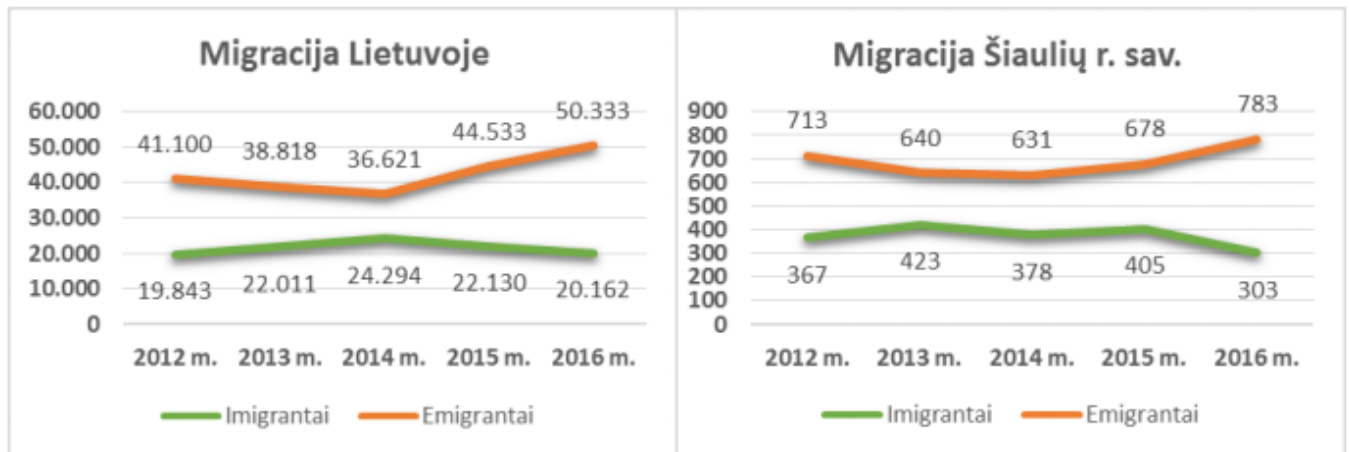 Migracija Lietuvoje
60.000
50.000
40.000
30.000
20.000
10.000
0
41.100 38.818 36.621 44.533 50.333
19.843 22.011 24.294 22.130 20.162
2012 m. 2013 m. 2014 m. 2015 m. 2016 m.
Imigrantai Emigrantai
Migracija Šiaulių r. sav.
900
800
700
600
500
400
300
200
100
0
713 640 631 678 783
367 423 378 405 303
2012 m. 2013 m. 2014 m. 2015 m. 2016 m.
Imigrantai Emigrantai